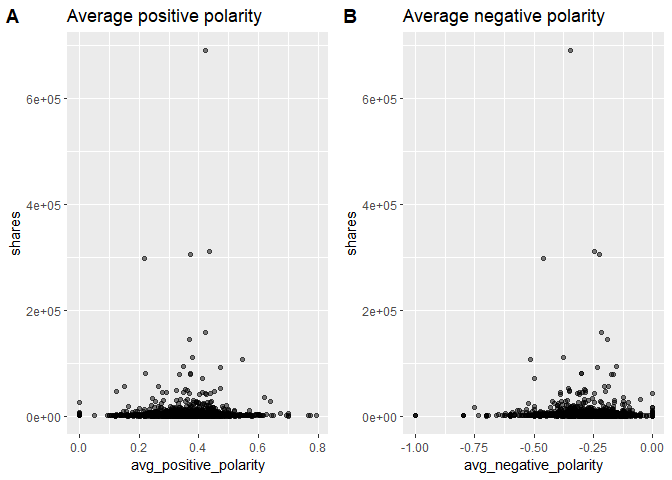 A Average positive polarity
6e+05
4e+05
2e+05
0e+00
shares
0.0 0.2 0.4 0.6 0.8
avg_positive_polarity
B Average negative polarity
6e+05
4e+05
2e+05
0e+00
shares
-1.00 -0.75 -0.50 -0.25 0.00
avg_negative_polarity